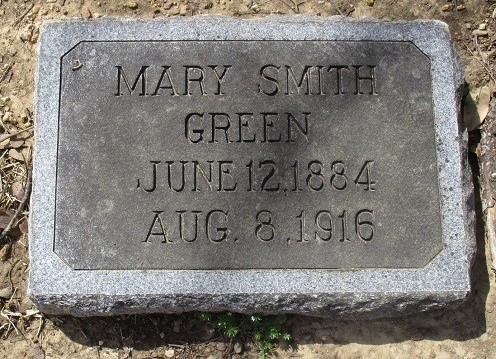 MARY SMITH
GREEN
JUNE 12, 1884
AUG. 8, 1916